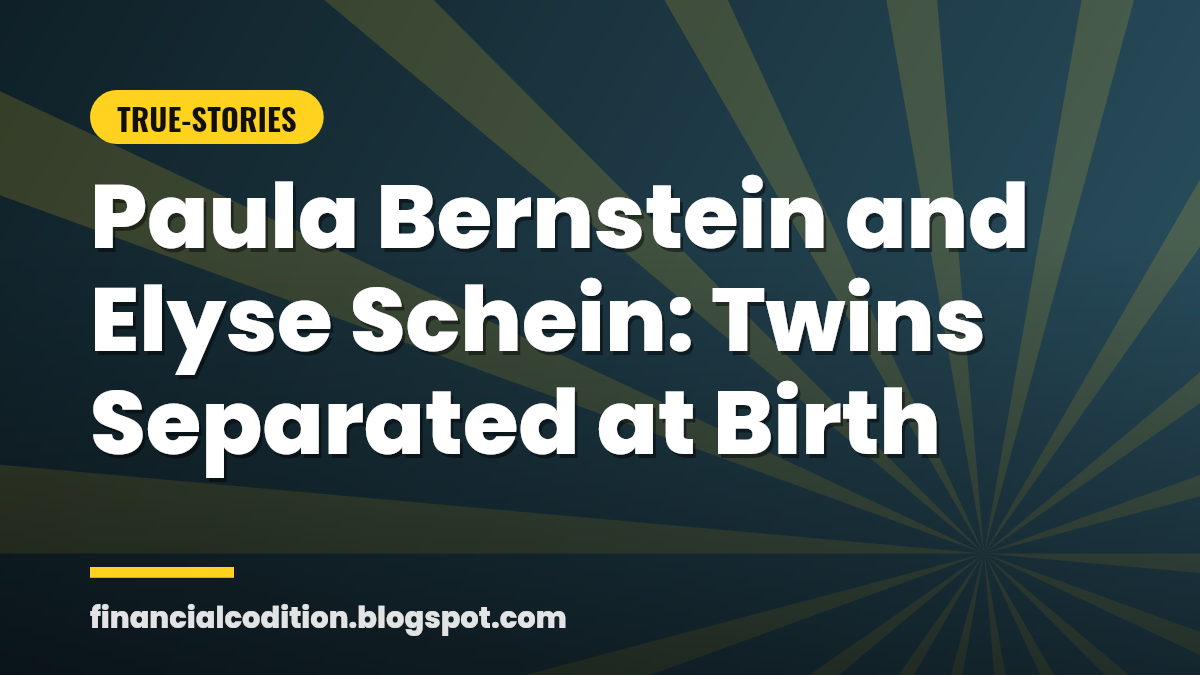 TRUE-STORIES
Paula Bernstein and
Elyse Schein: Twins
Separated at Birth
financialcodition.blogspot.com